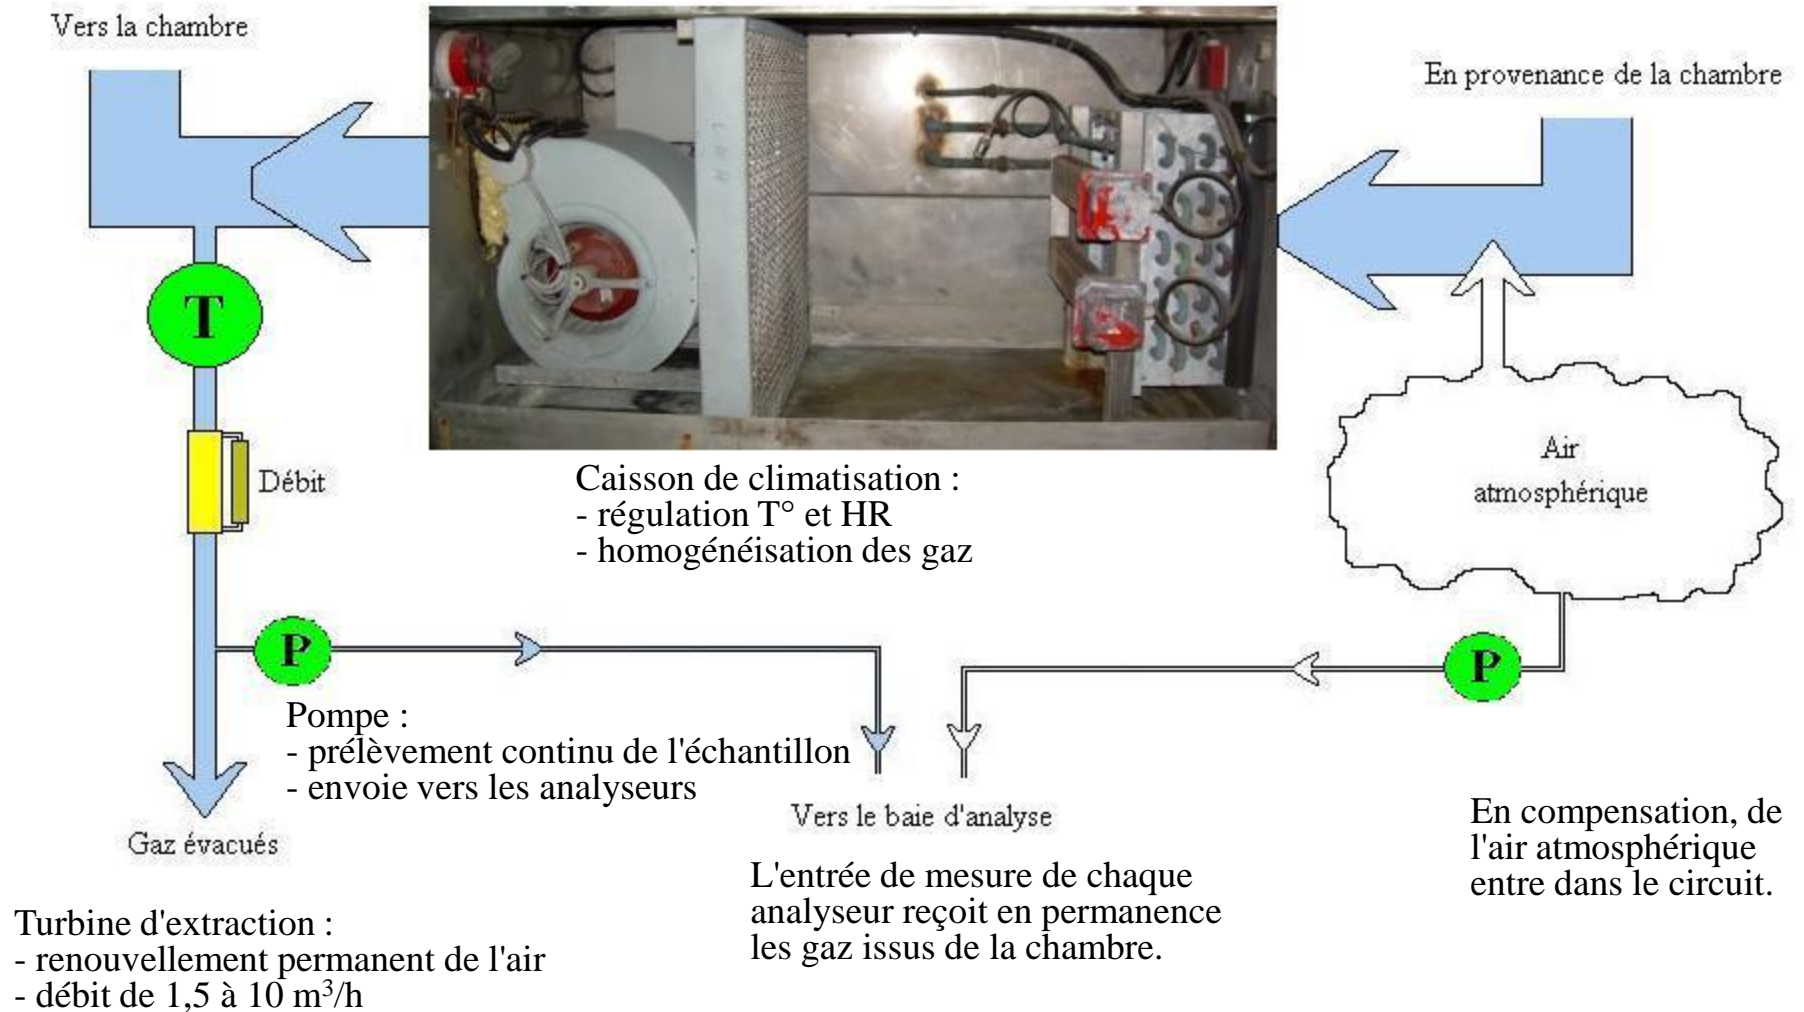 Vers la chambre
En provenance de la chambre
T
Débit
Caisson de climatisation :
- régulation T° et HR
- homogénéisation des gaz
Air
atmosphérique
P
P
Pompe :
- prélèvement continu de l'échantillon
- envoie vers les analyseurs
Vers le baie d'analyse
Gaz évacués
En compensation, de
l'air atmosphérique
entre dans le circuit.
L'entrée de mesure de chaque
analyseur reçoit en permanence
les gaz issus de la chambre.
Turbine d'extraction :
- renouvellement permanent de l'air
- débit de 1,5 à 10 m³/h